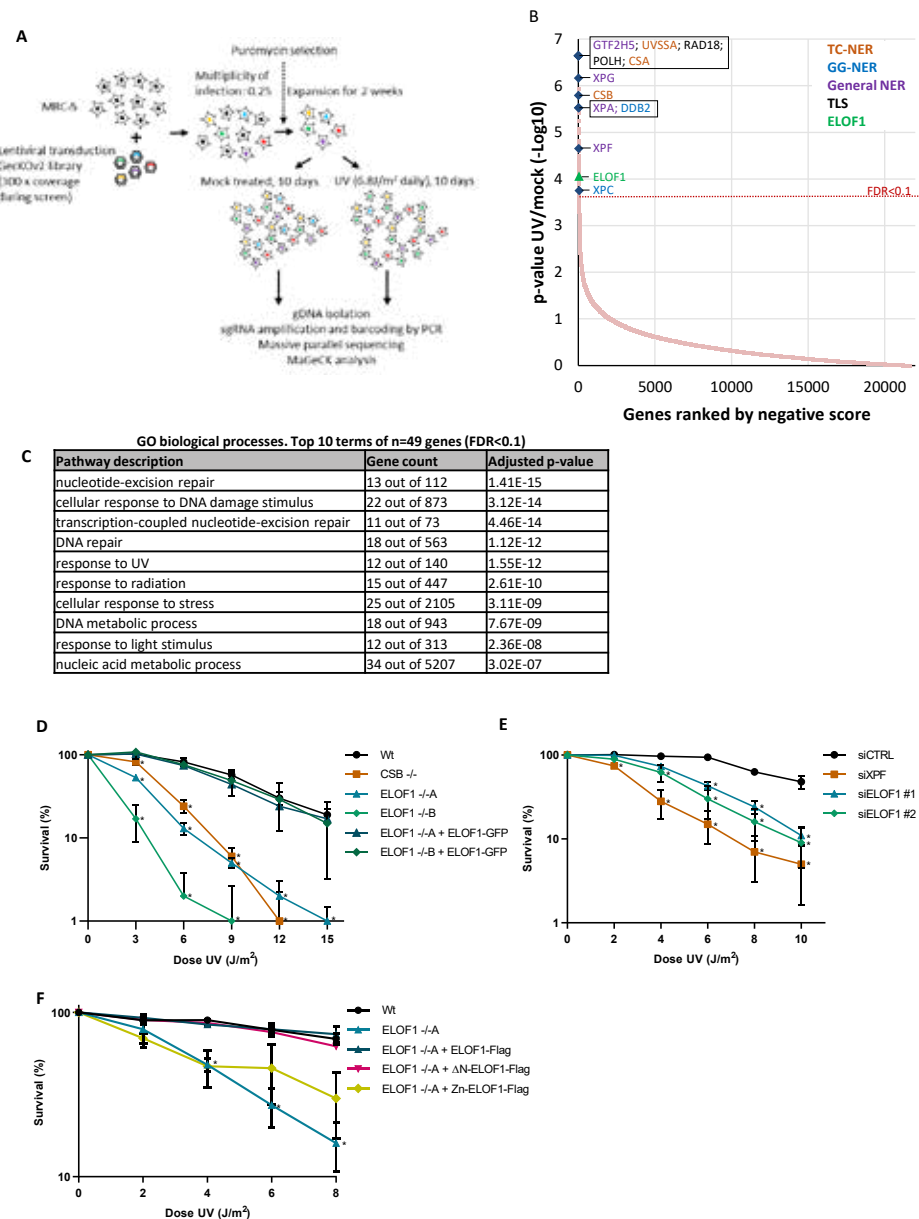 A
Puromycin selection
Multiplicity of
infection: 0.25
Expansion for 2 weeks
MRC-5
+
Lentiviral transduction
GecKOv2 library
(300 x coverage
during screen)
Mock treated, 10 days
UV (6.8J/m² daily), 10 days
gDNA isolation
sgRNA amplification and barcoding by PCR
Massive parallel sequencing
MaGeCK analysis
B
p-value UV/mock (-Log10)
7
6
5
4
3
2
1
0
GTF2H5; UVSSA; RAD18;
POLH; CSA
XPG
CSB
XPA; DDB2
XPF
ELOF1
XPC
TC-NER
GG-NER
General NER
TLS
ELOF1
FDR<0.1
0 5000 10000 15000 20000
Genes ranked by negative score
GO biological processes. Top 10 terms of n=49 genes (FDR<0.1)
C
Pathway description Gene count Adjusted p-value
nucleotide-excision repair 13 out of 112 1.41E-15
cellular response to DNA damage stimulus 22 out of 873 3.12E-14
transcription-coupled nucleotide-excision repair 11 out of 73 4.46E-14
DNA repair 18 out of 563 1.12E-12
response to UV 12 out of 140 1.55E-12
response to radiation 15 out of 447 2.61E-10
cellular response to stress 25 out of 2105 3.11E-09
DNA metabolic process 18 out of 943 7.67E-09
response to light stimulus 12 out of 313 2.36E-08
nucleic acid metabolic process 34 out of 5207 3.02E-07
D
Survival (%)
100
10
1
0 3 6 9 12 15
Dose UV (J/m²)
Wt
CSB -/-
ELOF1 -/-A
ELOF1 -/-B
ELOF1 -/-A + ELOF1-GFP
ELOF1 -/-B + ELOF1-GFP
E
Survival (%)
100
10
1
0 2 4 6 8 10
Dose UV (J/m²)
siCTRL
siXPF
siELOF1 #1
siELOF1 #2
F
Survival (%)
100
10
0 2 4 6 8
Dose UV (J/m²)
Wt
ELOF1 -/-A
ELOF1 -/-A + ELOF1-Flag
ELOF1 -/-A + ΔN-ELOF1-Flag
ELOF1 -/-A + Zn-ELOF1-Flag